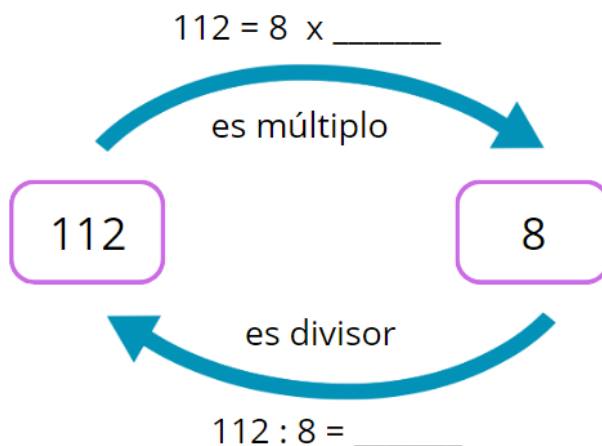 112 = 8 x _______
es múltiplo
112
8
es divisor
112 : 8 = _______